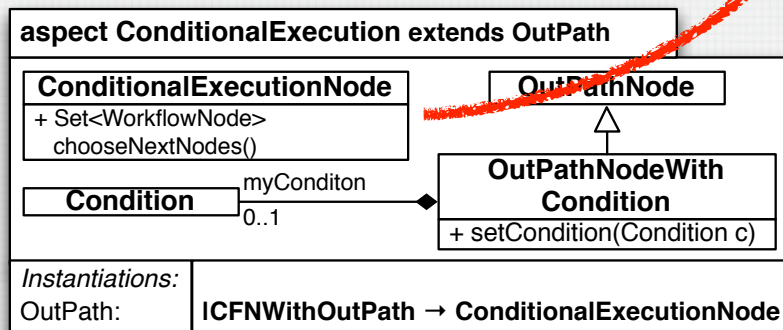 aspect ConditionalExecution extends OutPath
ConditionalExecutionNode
+ Set<WorkflowNode>
chooseNextNodes()
OutPathNode
Condition
myConditon
0..1
OutPathNodeWith
Condition
+ setCondition(Condition c)
Instantiations:
OutPath:
ICFNWithOutPath → ConditionalExecutionNode